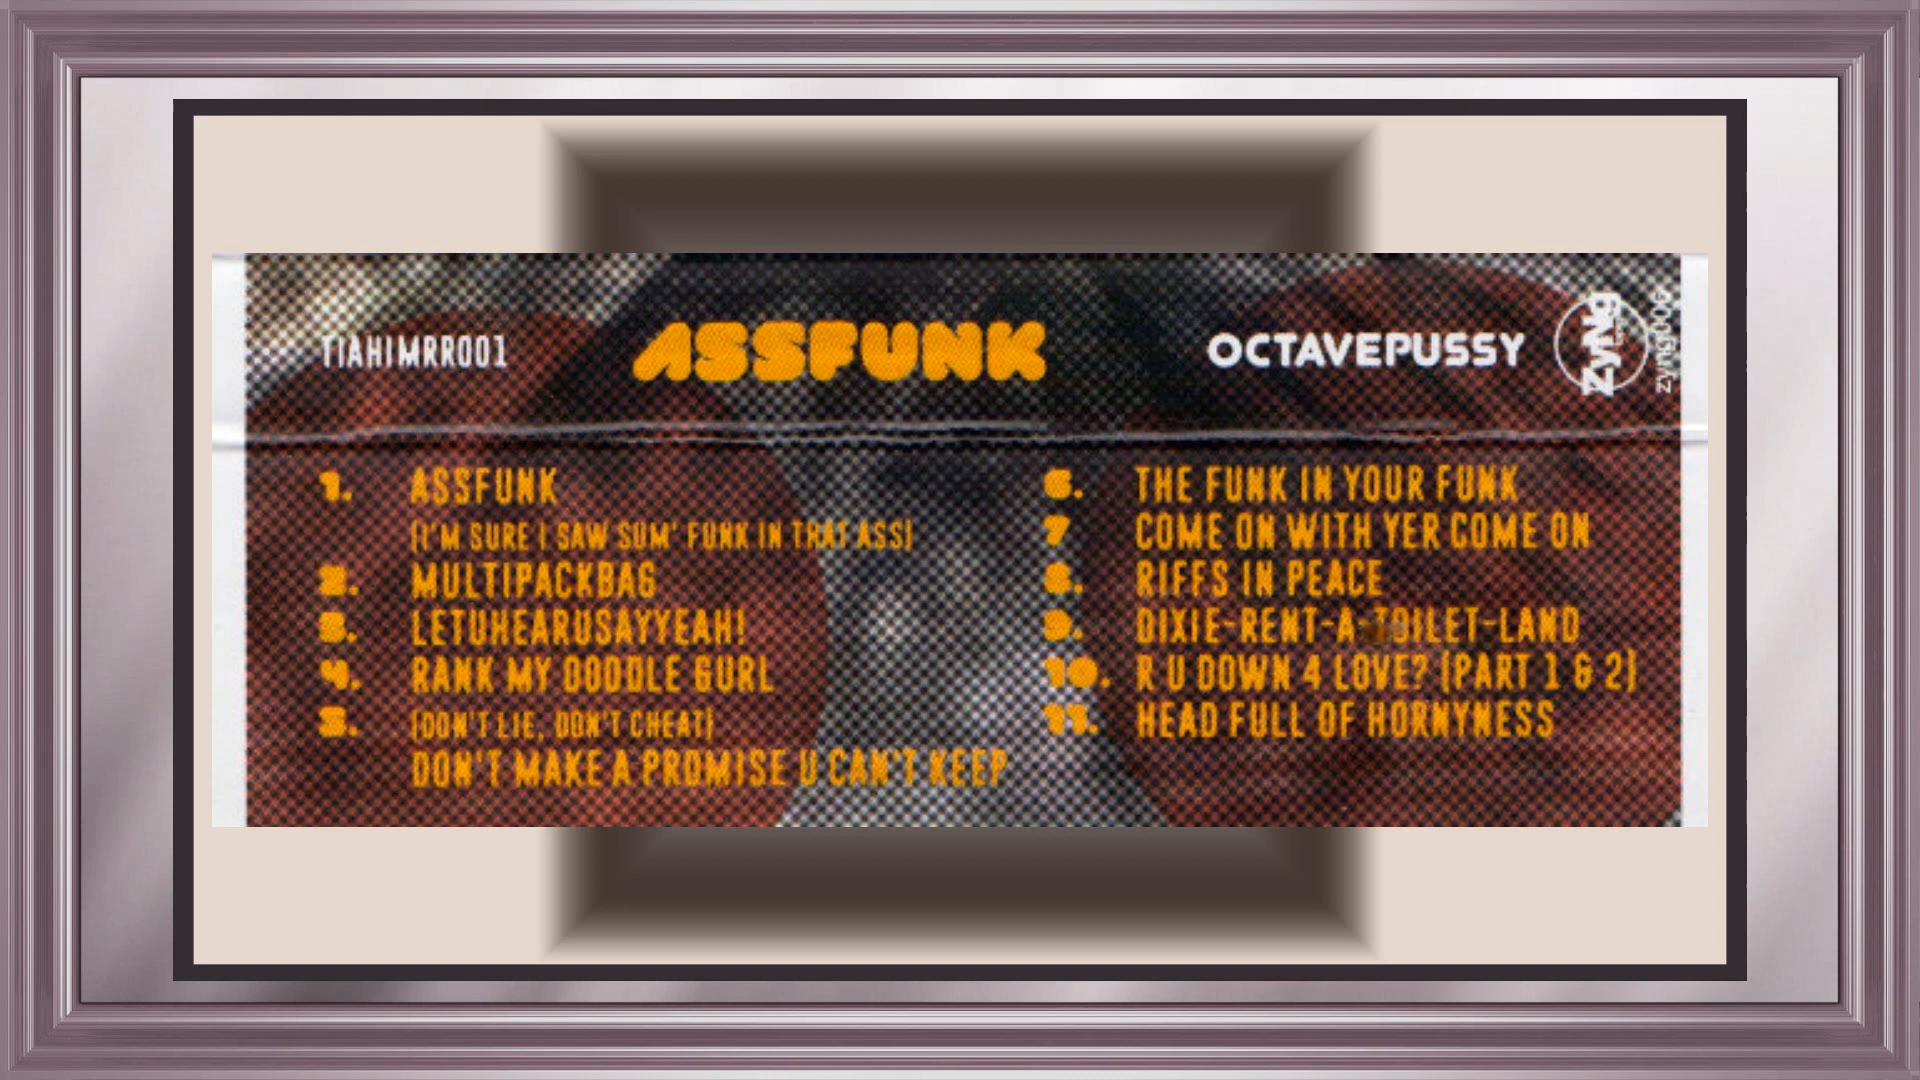 TIAHIMRR001
ASSFUNK
OCTAVEPUSSY
ZYNG
zyng006
1. ASSFUNK
(I'M SURE I SAW SUM' FUNK IN THAT ASS)
2. MULTIPACKBAG
3. LETUHEARUSAYYEAH!
4. RANK MY DOODLE GURL
5. (DON'T LIE, DON'T CHEAT)
DON'T MAKE A PROMISE U CAN'T KEEP
6. THE FUNK IN YOUR FUNK
7 COME ON WITH YER COME ON
8. RIFFS IN PEACE
9. DIXIE-RENT-A-TOILET-LAND
10. R U DOWN 4 LOVE? (PART 1 & 2)
11. HEAD FULL OF HORNYNESS